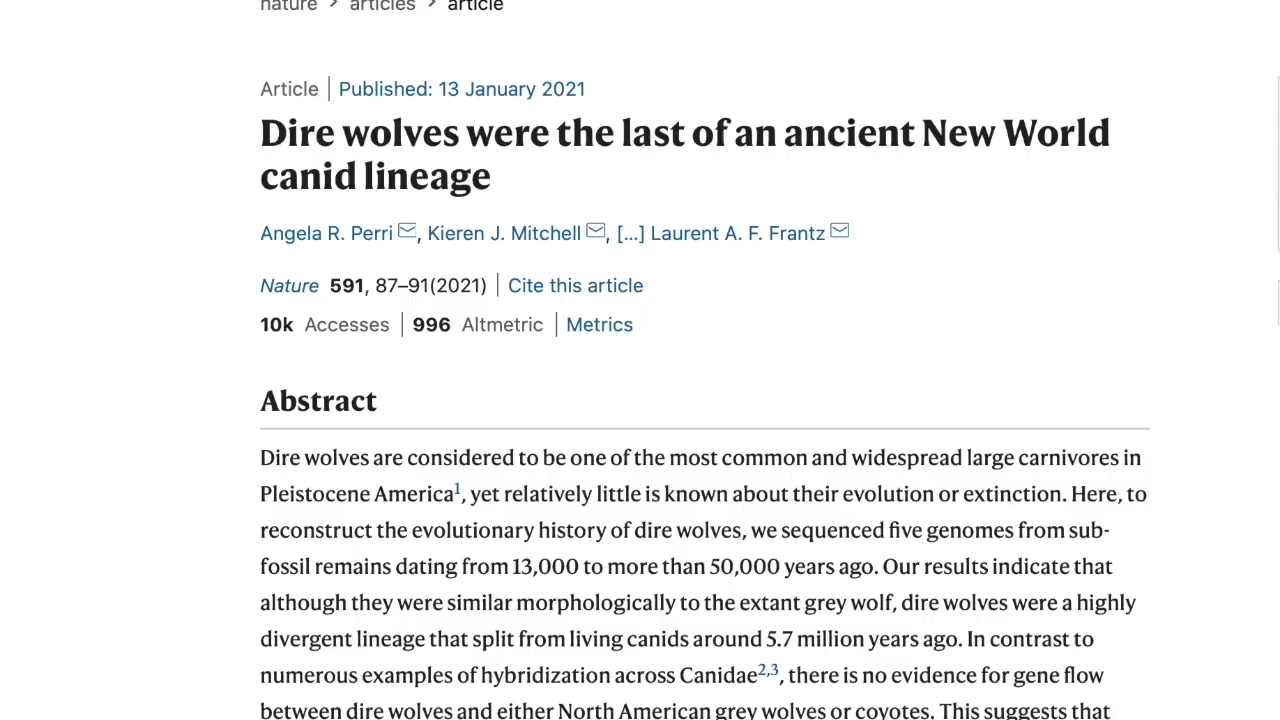 nature > articles > article
Article | Published: 13 January 2021
Dire wolves were the last of an ancient New World
canid lineage
Angela R. Perri, Kieren J. Mitchell, [...] Laurent A. F. Frantz
Nature 591, 87–91(2021) | Cite this article
10k Accesses | 996 Altmetric | Metrics
Abstract
Dire wolves are considered to be one of the most common and widespread large carnivores in
Pleistocene America1, yet relatively little is known about their evolution or extinction. Here, to
reconstruct the evolutionary history of dire wolves, we sequenced five genomes from sub-
fossil remains dating from 13,000 to more than 50,000 years ago. Our results indicate that
although they were similar morphologically to the extant grey wolf, dire wolves were a highly
divergent lineage that split from living canids around 5.7 million years ago. In contrast to
numerous examples of hybridization across Canidae2,3, there is no evidence for gene flow
between dire wolves and either North American grey wolves or coyotes. This suggests that